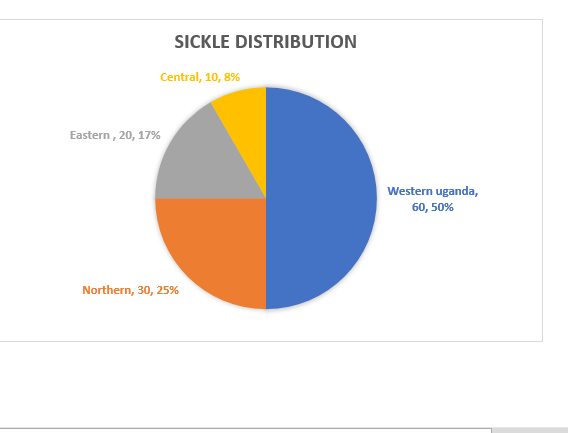 SICKLE DISTRIBUTION
Central, 10, 8%
Eastern , 20, 17%
Western uganda,
60, 50%
Northern, 30, 25%